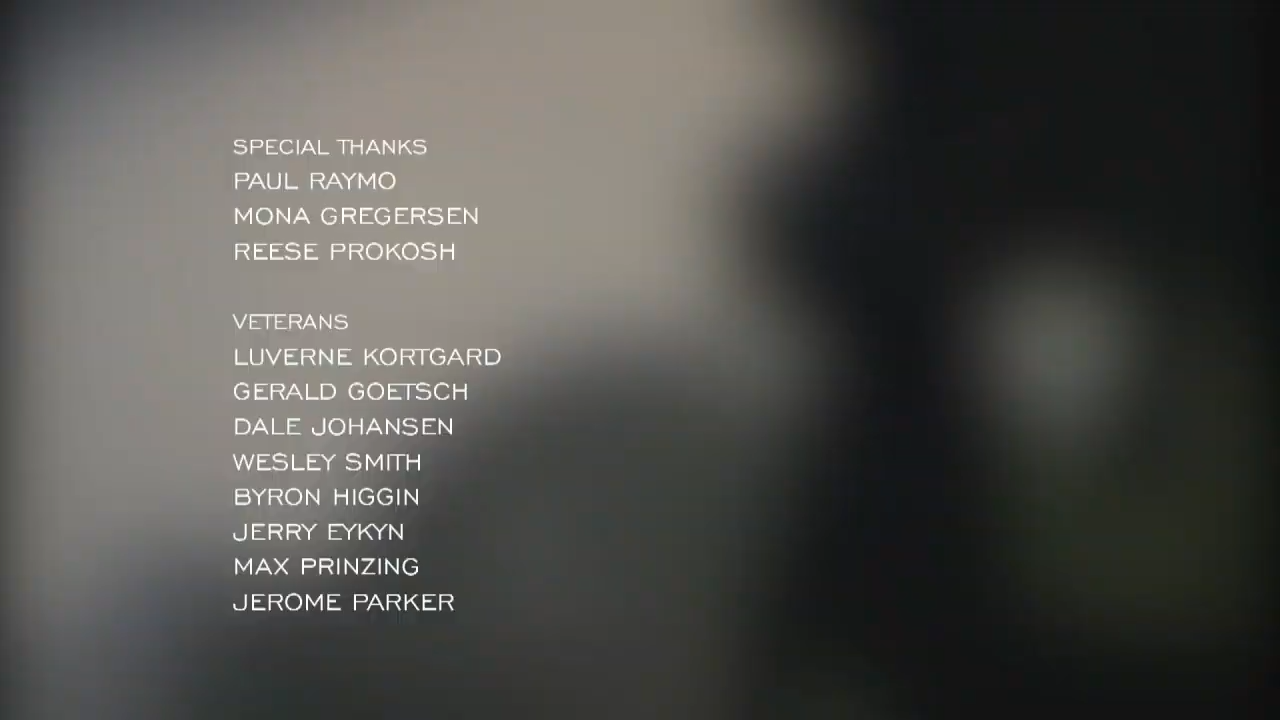 SPECIAL THANKS
PAUL RAYMO
MONA GREGERSEN
REESE PROKOSH
VETERANS
LUVERNE KORTGARD
GERALD GOETSCH
DALE JOHANSEN
WESLEY SMITH
BYRON HIGGIN
JERRY EYKYN
MAX PRINZING
JEROME PARKER